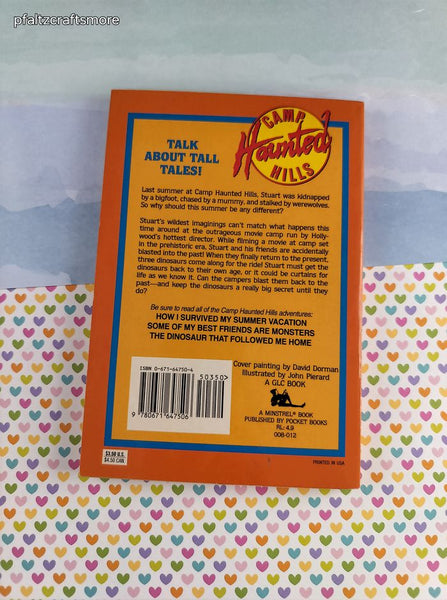 pfaltzcraftsmore
CAMP
Haunted
HILLS
TALK
ABOUT TALL
TALES!
Last summer at Camp Haunted Hills, Stuart was kidnapped
by a bigfoot, chased by a mummy, and stalked by werewolves.
So why should this summer be any different?
Stuart's wildest imaginings can't match what happens this
time around at the outrageous movie camp run by Holly-
wood's hottest director. While filming a movie at camp set
in the prehistoric era, Stuart and his friends are accidentally
blasted into the past! When they finally return to the present,
three dinosaurs come along for the ride! Stuart must get the
dinosaurs back to their own age, or it could be curtains for
life as we know it. Can the campers blast them back to the
past—and keep the dinosaurs a really big secret until they
do?
Be sure to read all of the Camp Haunted Hills adventures:
HOW I SURVIVED MY SUMMER VACATION
SOME OF MY BEST FRIENDS ARE MONSTERS
THE DINOSAUR THAT FOLLOWED ME HOME
ISBN 0-671-64750-4
50350>
9 780671 647506
Cover painting by David Dorman
Illustrated by John Pierard
A GLC BOOK
A MINSTREL® BOOK
PUBLISHED BY POCKET BOOKS
RL: 4.9
008-012
$3.50 U.S.
$4.50 CAN.
PRINTED IN USA